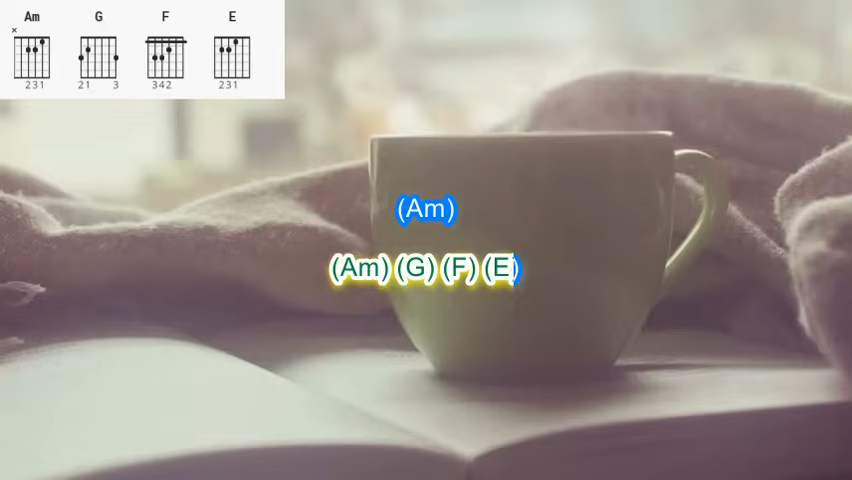 Am G F E
×
231 21 3 342 231
(Am)
(Am) (G) (F) (E)